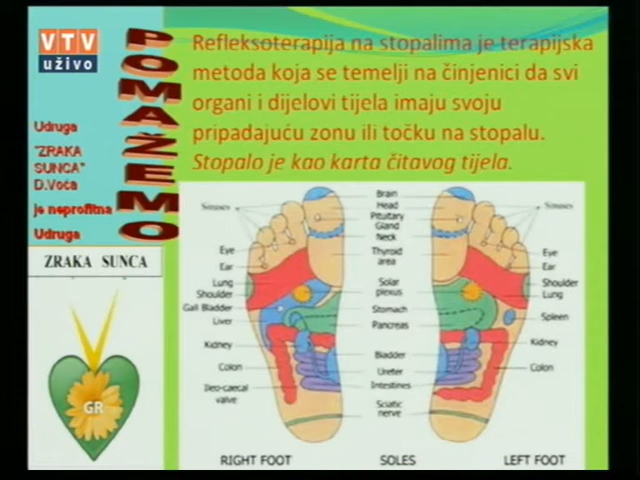 VTV
uživo
POMAŽEMO
Udruga
"ZRAKA
SUNCA"
D.Voća
je neprofitna
Udruga
ZRAKA SUNCA
GR
Refleksoterapija na stopalima je terapijska
metoda koja se temelji na činjenici da svi
organi i dijelovi tijela imaju svoju
pripadajuću zonu ili točku na stopalu.
Stopalo je kao karta čitavog tijela.
Sinuses
Eye
Ear
Lung
Shoulder
Gall Bladder
Liver
Kidney
Colon
Ileo-caecal
valve
Brain
Head
Pituitary
Gland
Neck
Thyroid
area
Solar
plexus
Stomach
Pancreas
Bladder
Ureter
Intestines
Sciatic
nerve
Sinuses
Eye
Ear
Shoulder
Lung
Spleen
Kidney
Colon
RIGHT FOOT
SOLES
LEFT FOOT